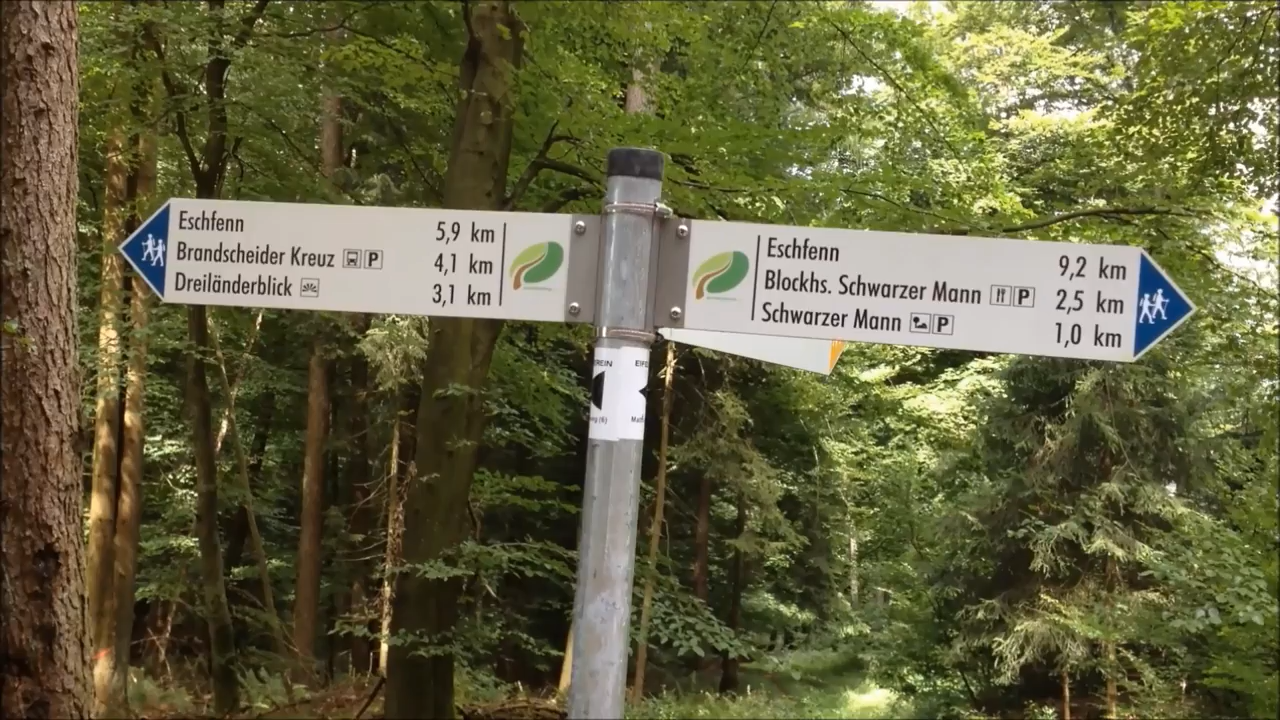 Eschfenn 5,9 km
Brandscheider Kreuz P 4,1 km
Dreiländerblick 3,1 km
Eschfenn 9,2 km
Blockhs. Schwarzer Mann P 2,5 km
Schwarzer Mann P 1,0 km